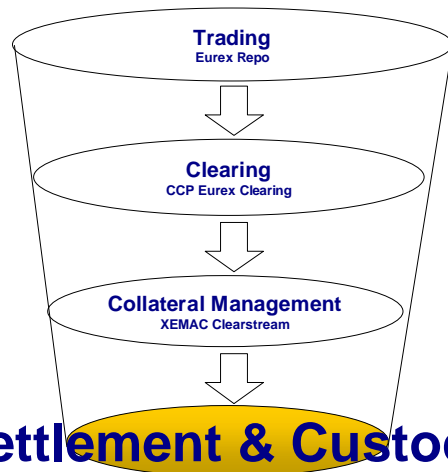 Trading
Eurex Repo
Clearing
CCP Eurex Clearing
Collateral Management
XEMAC Clearstream
ettlement & Custo